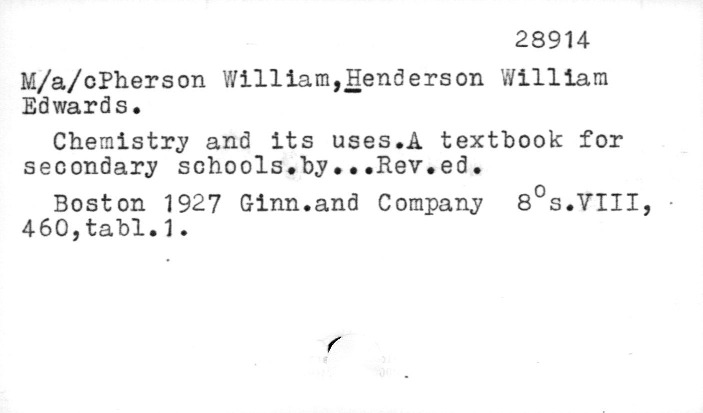 28914
M/a/cPherson William,Henderson William
Edwards.
Chemistry and its uses.A textbook for
secondary schools.by...Rev.ed.
Boston 1927 Ginn.and Company 8⁰s.VIII,
460,tabl.1.